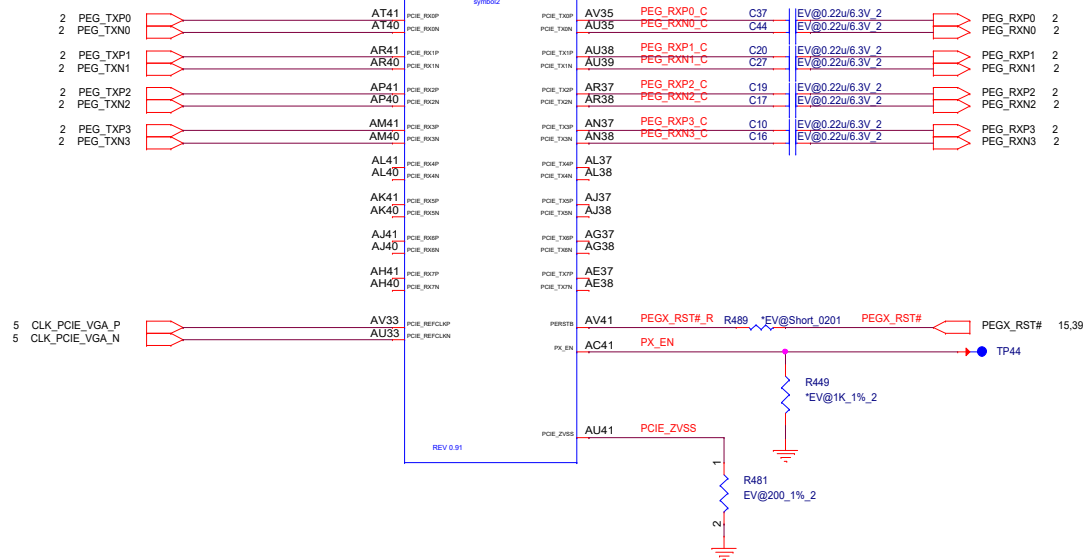 symbol2
2 PEG_TXP0 AT41 PCIE_RX0P PCIE_TX0P AV35 PEG_RXP0_C C37 EV@0.22u/6.3V_2 PEG_RXP0 2
2 PEG_TXN0 AT40 PCIE_RX0N PCIE_TX0N AU35 PEG_RXN0_C C44 EV@0.22u/6.3V_2 PEG_RXN0 2
2 PEG_TXP1 AR41 PCIE_RX1P PCIE_TX1P AU38 PEG_RXP1_C C20 EV@0.22u/6.3V_2 PEG_RXP1 2
2 PEG_TXN1 AR40 PCIE_RX1N PCIE_TX1N AU39 PEG_RXN1_C C27 EV@0.22u/6.3V_2 PEG_RXN1 2
2 PEG_TXP2 AP41 PCIE_RX2P PCIE_TX2P AR37 PEG_RXP2_C C19 EV@0.22u/6.3V_2 PEG_RXP2 2
2 PEG_TXN2 AP40 PCIE_RX2N PCIE_TX2N AR38 PEG_RXN2_C C17 EV@0.22u/6.3V_2 PEG_RXN2 2
2 PEG_TXP3 AM41 PCIE_RX3P PCIE_TX3P AN37 PEG_RXP3_C C10 EV@0.22u/6.3V_2 PEG_RXP3 2
2 PEG_TXN3 AM40 PCIE_RX3N PCIE_TX3N AN38 PEG_RXN3_C C16 EV@0.22u/6.3V_2 PEG_RXN3 2
AL41 PCIE_RX4P PCIE_TX4P AL37
AL40 PCIE_RX4N PCIE_TX4N AL38
AK41 PCIE_RX5P PCIE_TX5P AJ37
AK40 PCIE_RX5N PCIE_TX5N AJ38
AJ41 PCIE_RX6P PCIE_TX6P AG37
AJ40 PCIE_RX6N PCIE_TX6N AG38
AH41 PCIE_RX7P PCIE_TX7P AE37
AH40 PCIE_RX7N PCIE_TX7N AE38
5 CLK_PCIE_VGA_P AV33 PCIE_REFCLKP PERSTB AV41 PEGX_RST#_R R489 *EV@Short_0201 PEGX_RST# PEGX_RST# 15,39
5 CLK_PCIE_VGA_N AU33 PCIE_REFCLKN
PX_EN AC41 PX_EN TP44
R449
*EV@1K_1%_2
PCIE_ZVSS AU41 PCIE_ZVSS
REV 0.91
1
R481
EV@200_1%_2
2